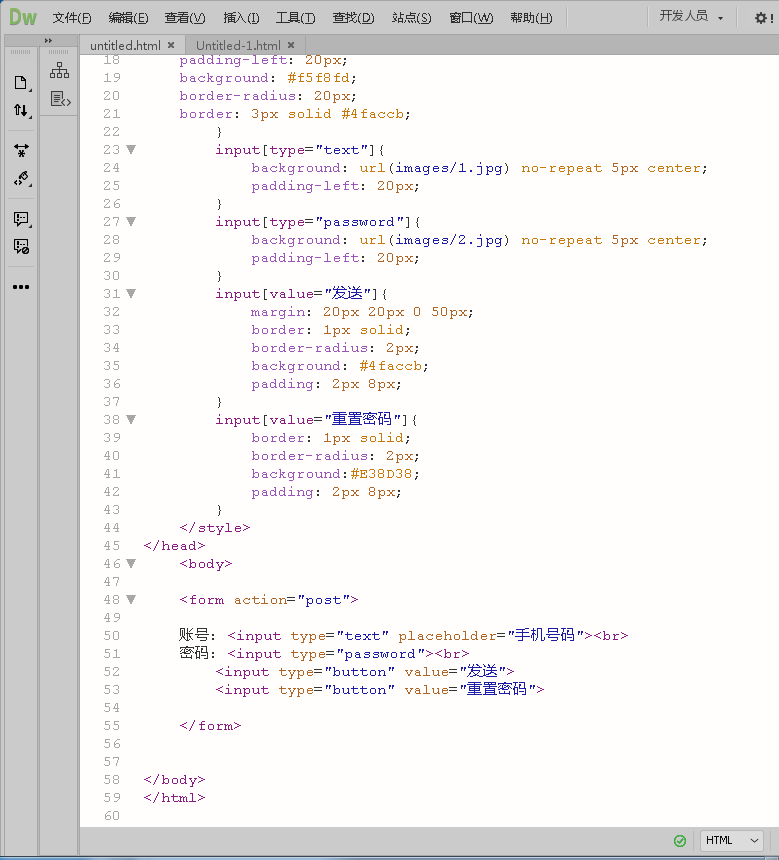 Dw 文件(F) 编辑(E) 查看(V) 插入(I) 工具(T) 查找(D) 站点(S) 窗口(W) 帮助(H) 开发人员
untitled.html × Untitled-1.html ×
18 padding-left: 20px;
19 background: #f5f8fd;
20 border-radius: 20px;
21 border: 3px solid #4faccb;
22 }
23 input[type="text"]{
24 background: url(images/1.jpg) no-repeat 5px center;
25 padding-left: 20px;
26 }
27 input[type="password"]{
28 background: url(images/2.jpg) no-repeat 5px center;
29 padding-left: 20px;
30 }
31 input[value="发送"]{
32 margin: 20px 20px 0 50px;
33 border: 1px solid;
34 border-radius: 2px;
35 background: #4faccb;
36 padding: 2px 8px;
37 }
38 input[value="重置密码"]{
39 border: 1px solid;
40 border-radius: 2px;
41 background:#E38D38;
42 padding: 2px 8px;
43 }
44 </style>
45 </head>
46 <body>
47
48 <form action="post">
49
50 账号: <input type="text" placeholder="手机号码"><br>
51 密码: <input type="password"><br>
52 <input type="button" value="发送">
53 <input type="button" value="重置密码">
54
55 </form>
56
57
58 </body>
59 </html>
60
HTML